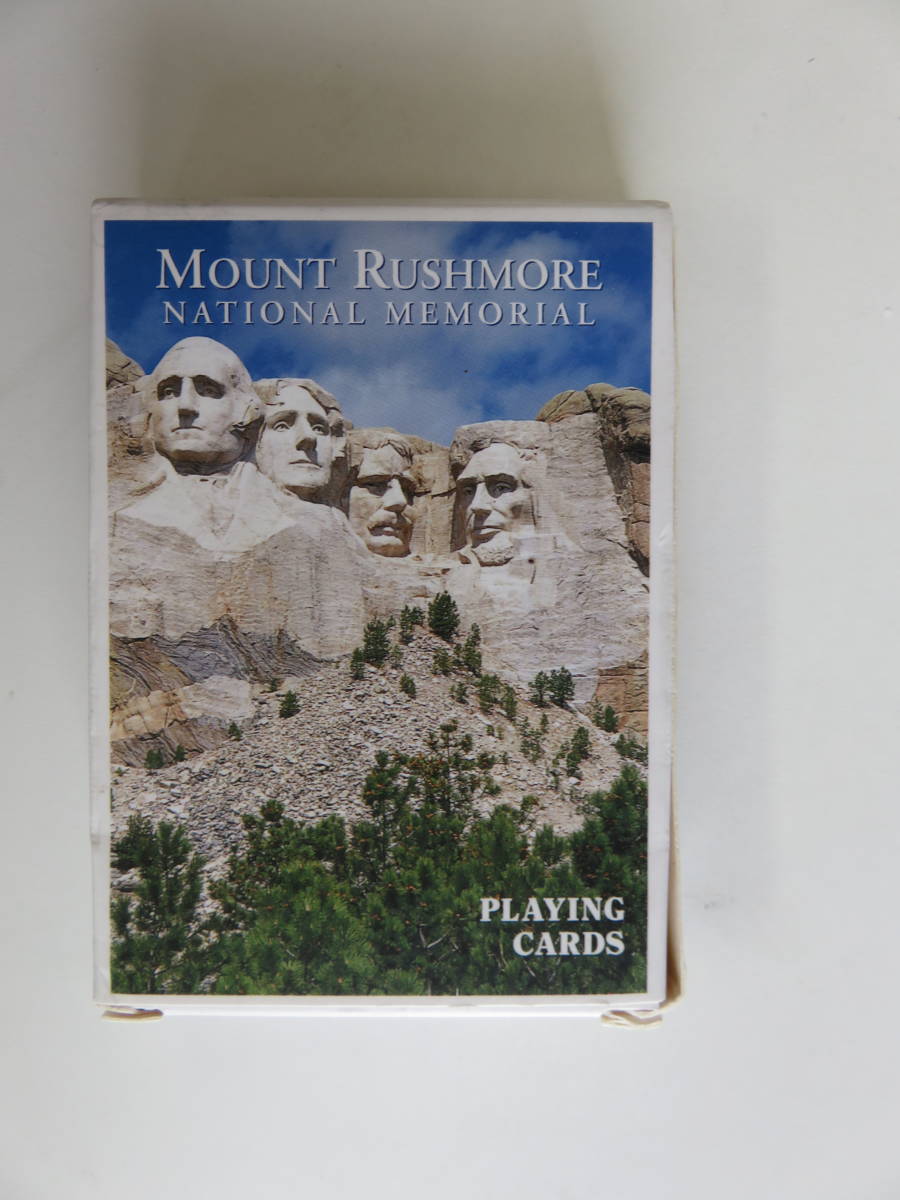 MOUNT RUSHMORE
NATIONAL MEMORIAL
PLAYING
CARDS